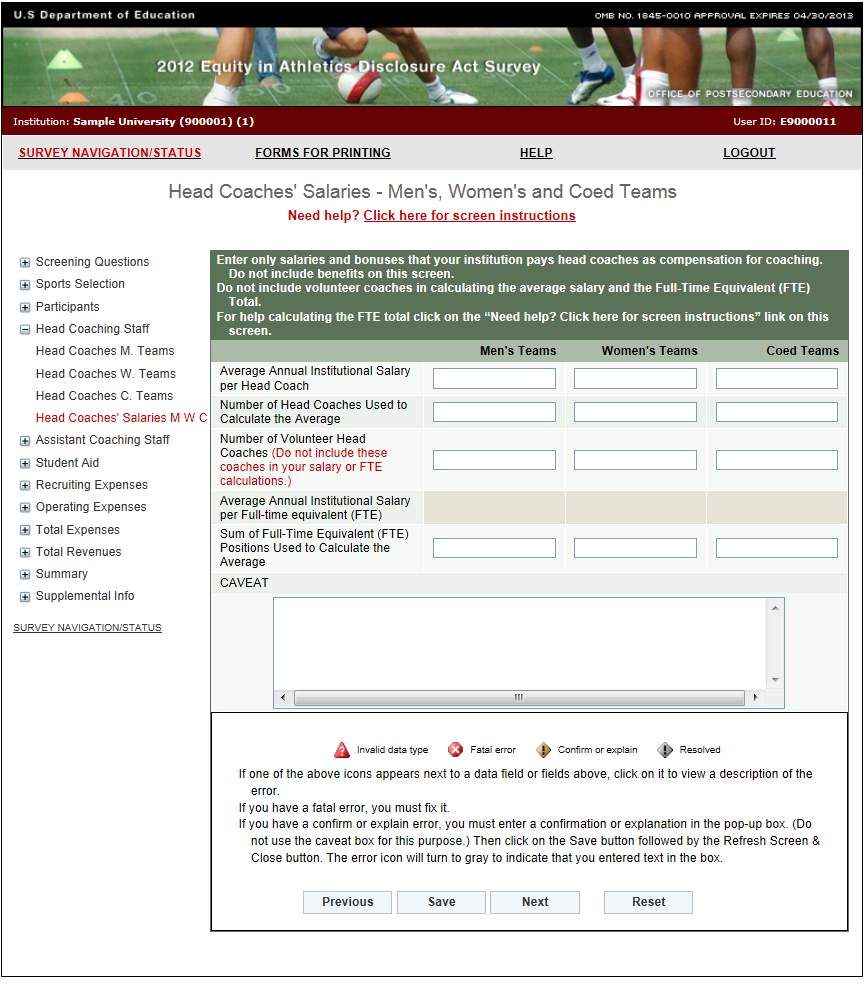 U.S Department of Education
OMB NO. 1845-0010 APPROVAL EXPIRES 04/30/2013
2012 Equity in Athletics Disclosure Act Survey
OFFICE OF POSTSECONDARY EDUCATION
Institution: Sample University (900001) (1)
User ID: E9000011
SURVEY NAVIGATION/STATUS
FORMS FOR PRINTING
HELP
LOGOUT
Head Coaches' Salaries - Men's, Women's and Coed Teams
Need help? Click here for screen instructions
Screening Questions
Sports Selection
Participants
Head Coaching Staff
Head Coaches M. Teams
Head Coaches W. Teams
Head Coaches C. Teams
Head Coaches' Salaries M W C
Assistant Coaching Staff
Student Aid
Recruiting Expenses
Operating Expenses
Total Expenses
Total Revenues
Summary
Supplemental Info
SURVEY NAVIGATION/STATUS
Enter only salaries and bonuses that your institution pays head coaches as compensation for coaching.
Do not include benefits on this screen.
Do not include volunteer coaches in calculating the average salary and the Full-Time Equivalent (FTE)
Total.
For help calculating the FTE total click on the “Need help? Click here for screen instructions” link on this
screen.
Men's Teams
Women's Teams
Coed Teams
Average Annual Institutional Salary
per Head Coach
Number of Head Coaches Used to
Calculate the Average
Number of Volunteer Head
Coaches (Do not include these
coaches in your salary or FTE
calculations.)
Average Annual Institutional Salary
per Full-time equivalent (FTE)
Sum of Full-Time Equivalent (FTE)
Positions Used to Calculate the
Average
CAVEAT
Invalid data type
Fatal error
Confirm or explain
Resolved
If one of the above icons appears next to a data field or fields above, click on it to view a description of the
error.
If you have a fatal error, you must fix it.
If you have a confirm or explain error, you must enter a confirmation or explanation in the pop-up box. (Do
not use the caveat box for this purpose.) Then click on the Save button followed by the Refresh Screen &
Close button. The error icon will turn to gray to indicate that you entered text in the box.
Previous
Save
Next
Reset